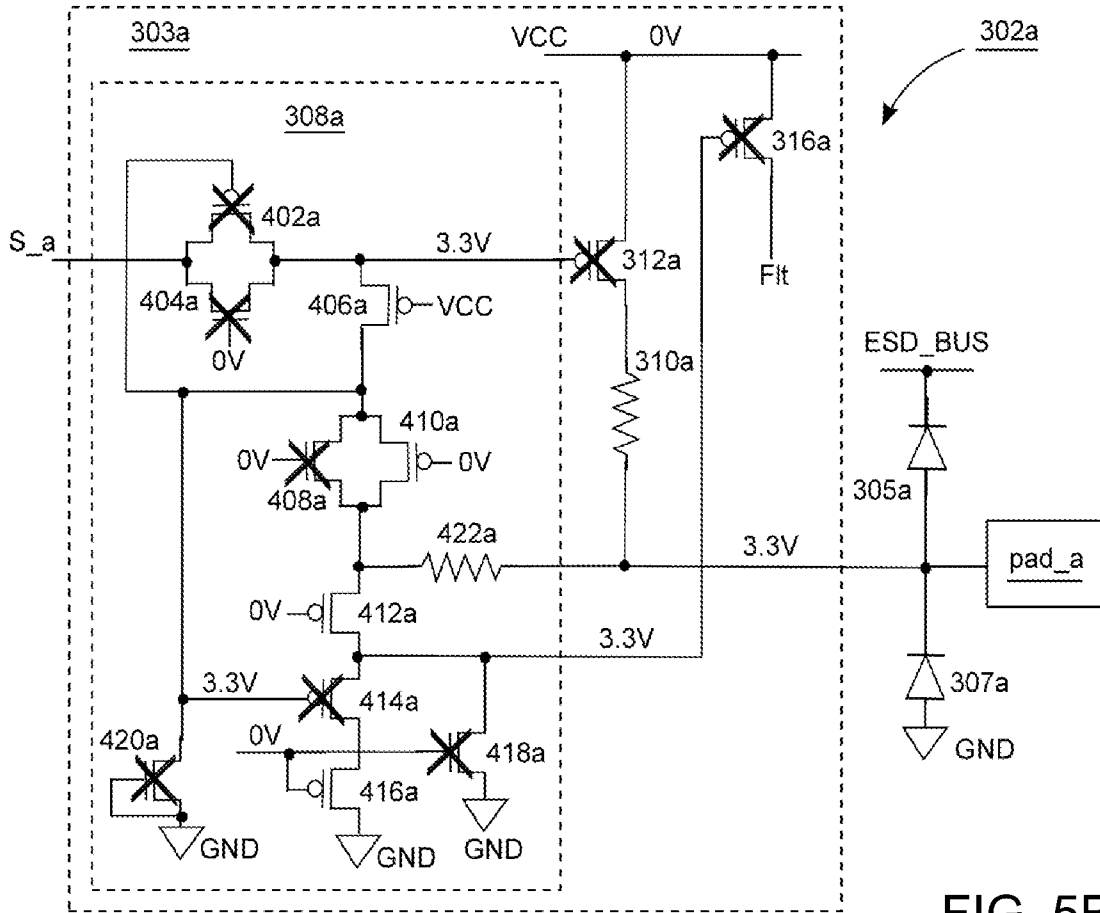 303a
VCC 0V
302a
308a
316a
402a
S_a
3.3V
312a
Flt
404a
406a
VCC
0V
310a
ESD_BUS
410a
0V
0V
408a
305a
422a
3.3V
pad_a
0V
412a
3.3V
3.3V
414a
307a
420a
0V
418a
GND
416a
GND
GND
GND
FIG. 5B